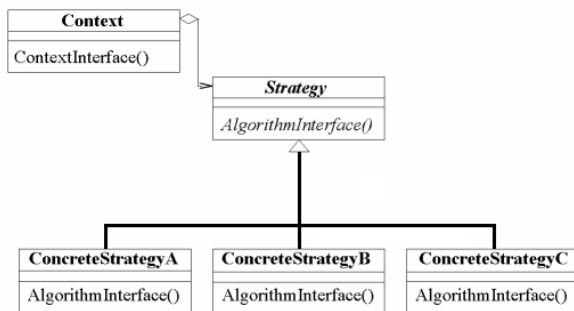 Context
ContextInterface()
Strategy
AlgorithmInterface()
ConcreteStrategyA
AlgorithmInterface()
ConcreteStrategyB
AlgorithmInterface()
ConcreteStrategyC
AlgorithmInterface()